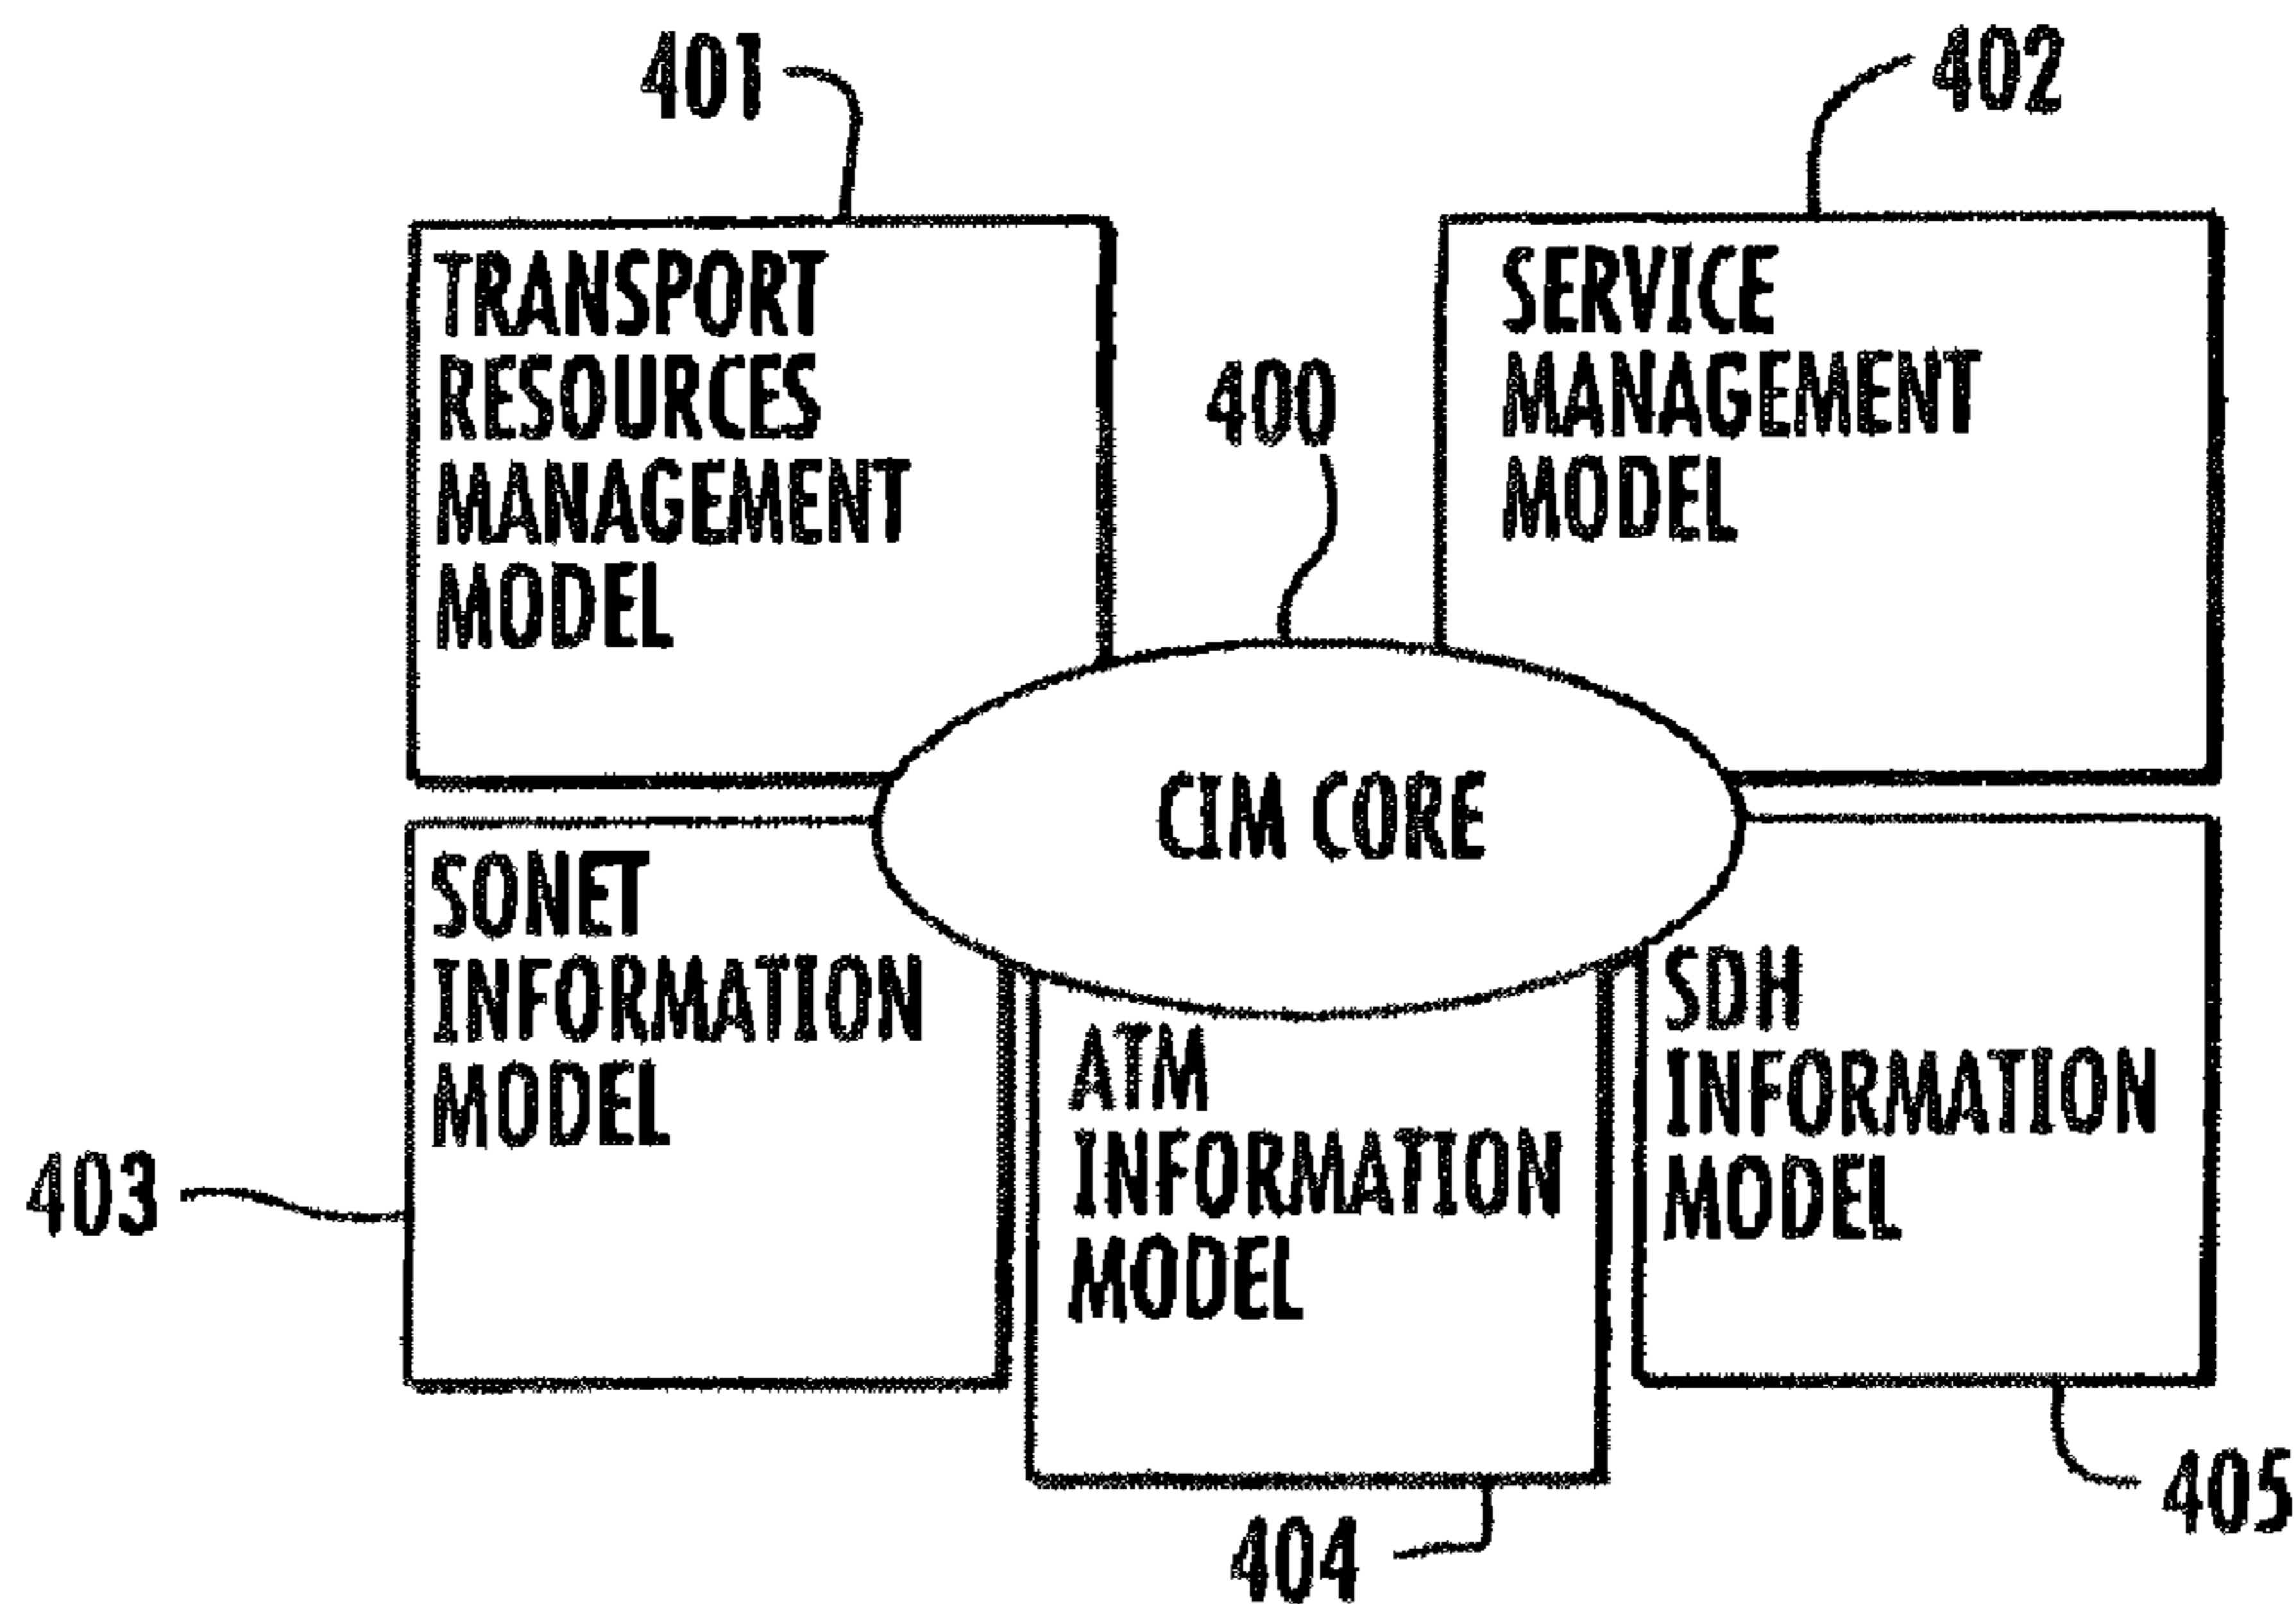 401
402
TRANSPORT
RESOURCES
MANAGEMENT
MODEL
SERVICE
MANAGEMENT
MODEL
400
CIM CORE
SONET
INFORMATION
MODEL
403
ATM
INFORMATION
MODEL
404
SDH
INFORMATION
MODEL
405